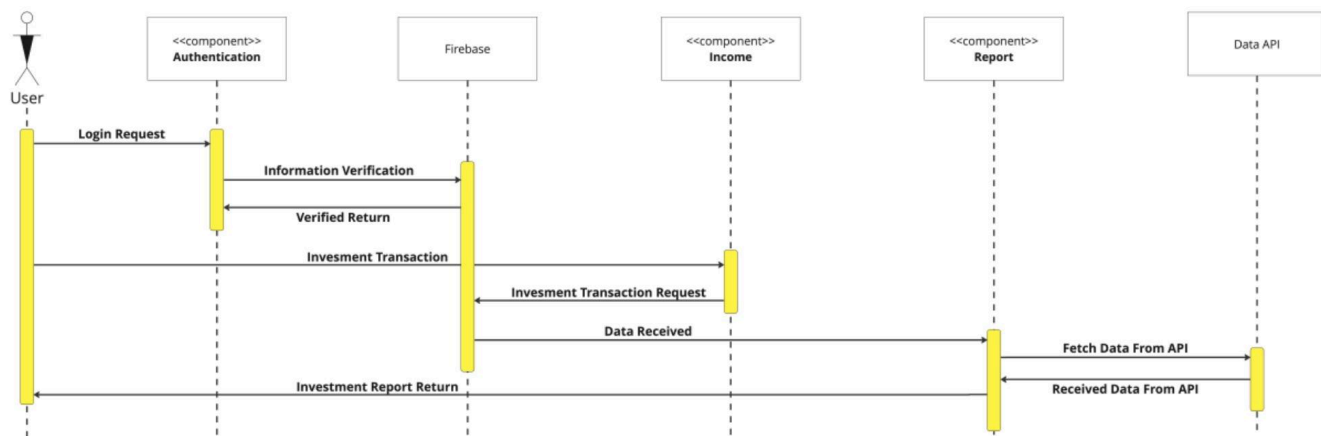 <<component>>
Authentication
Firebase
<<component>>
Income
<<component>>
Report
Data API
User
Login Request
Information Verification
Verified Return
Invesment Transaction
Invesment Transaction Request
Data Received
Fetch Data From API
Received Data From API
Investment Report Return